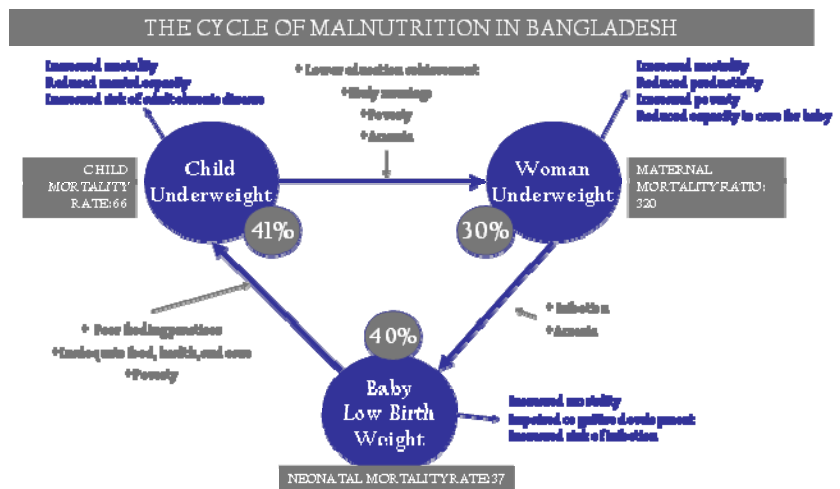 THE CYCLE OF MALNUTRITION IN BANGLADESH
Increased mortality
Reduced mental capacity
Increased risk of adult chronic disease
+ Lower education achievement
+Early marriage
+Poverty
+Anemia
Increased mortality
Reduced productivity
Increased poverty
Reduced capacity to care for baby
CHILD
MORTALITY
RATE:66
Child
Underweight
41%
Woman
Underweight
30%
MATERNAL
MORTALITY RATIO:
320
+ Poor feeding practices
+Inadequate food, health, and care
+Poverty
+ Infection
+Anemia
40%
Baby
Low Birth
Weight
Increased mortality
Impaired cognitive development
Increased risk of infection
NEONATAL MORTALITY RATE:37